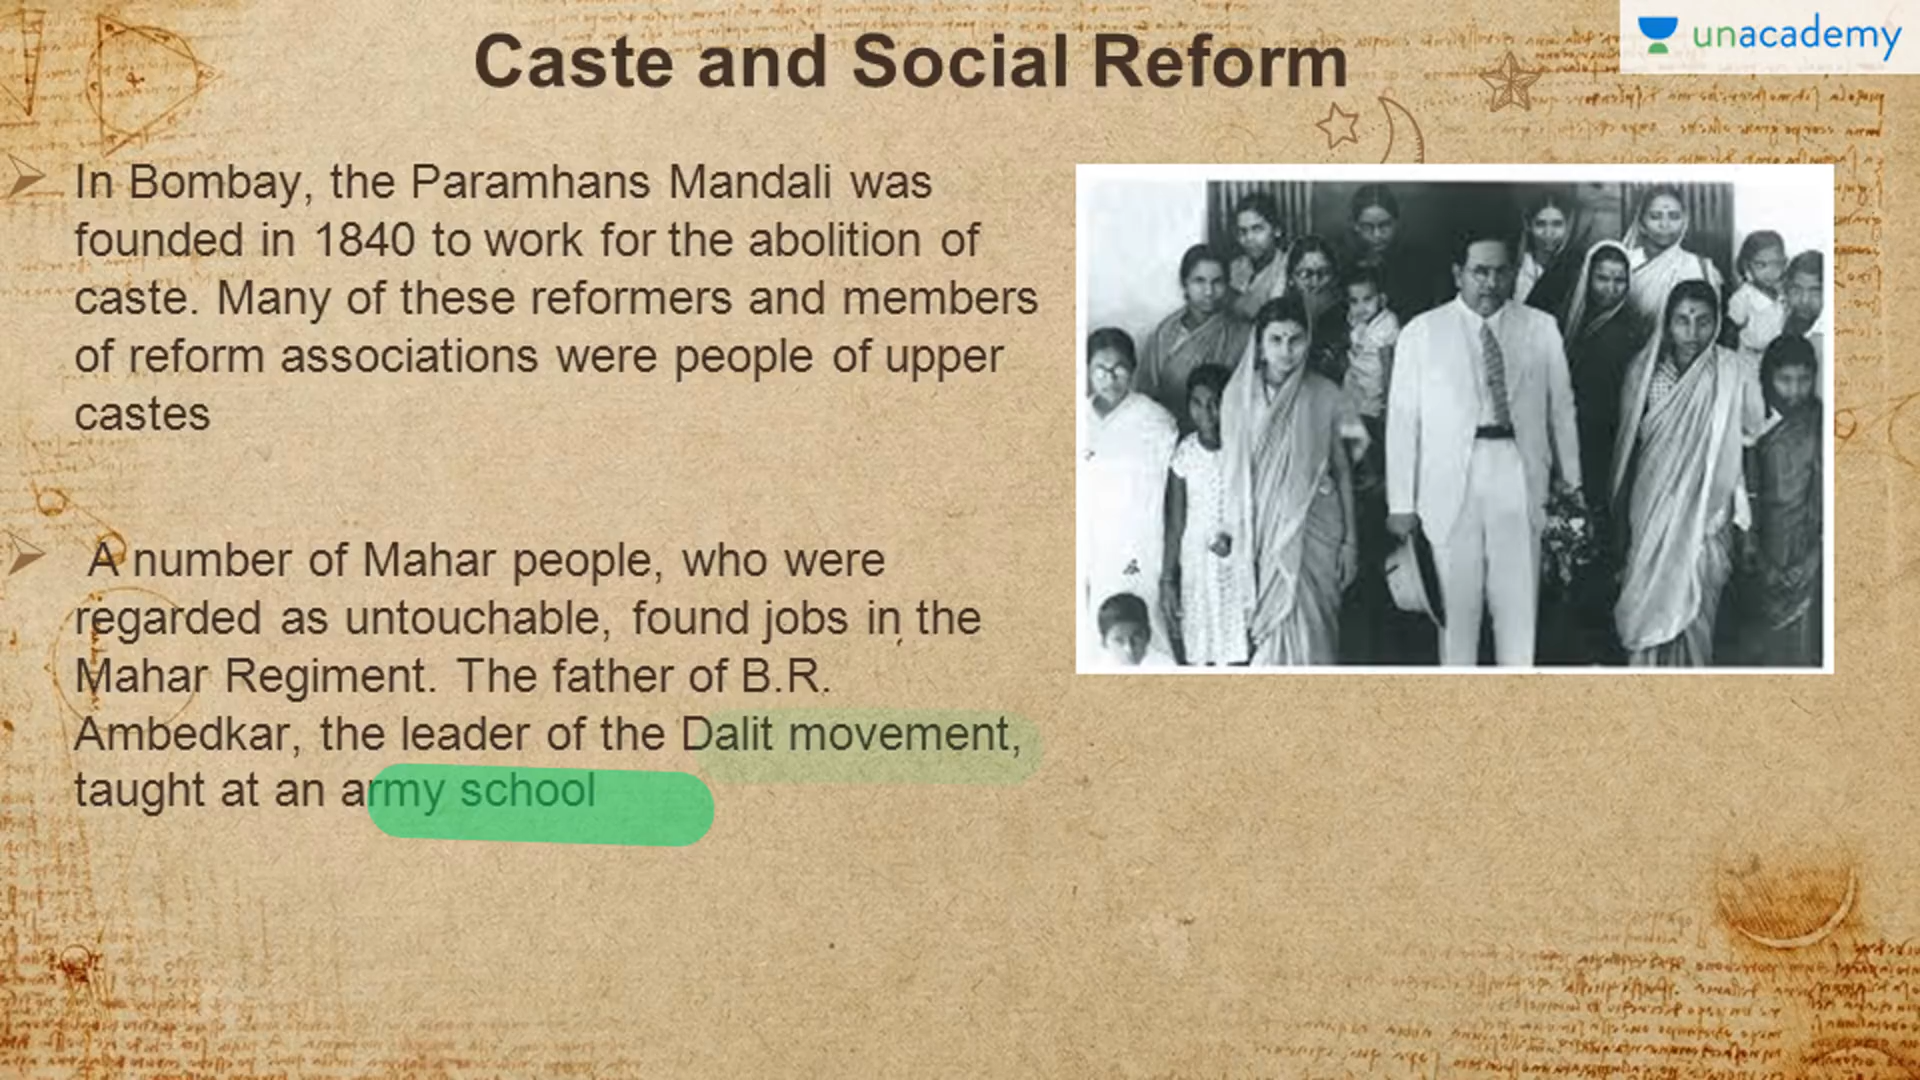 Caste and Social Reform
unacademy
In Bombay, the Paramhans Mandali was
founded in 1840 to work for the abolition of
caste. Many of these reformers and members
of reform associations were people of upper
castes
A number of Mahar people, who were
regarded as untouchable, found jobs in the
Mahar Regiment. The father of B.R.
Ambedkar, the leader of the Dalit movement,
taught at an army school